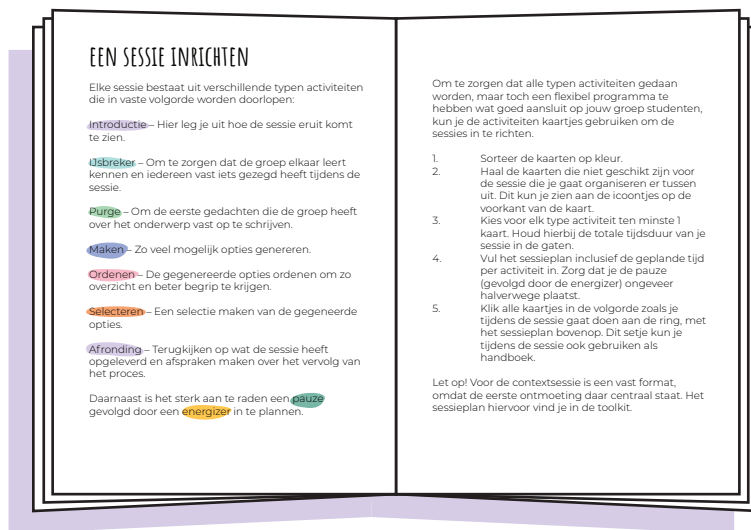 EEN SESSIE INRICHTEN
Elke sessie bestaat uit verschillende typen activiteiten
die in vaste volgorde worden doorlopen:
Introductie – Hier leg je uit hoe de sessie eruit komt
te zien.
IJsbreker – Om te zorgen dat de groep elkaar leert
kennen en iedereen vast iets gezegd heeft tijdens de
sessie.
Purge – Om de eerste gedachten die de groep heeft
over het onderwerp vast op te schrijven.
Maken – Zo veel mogelijk opties genereren.
Ordenen – De gegenereerde opties ordenen om zo
overzicht en beter begrip te krijgen.
Selecteren – Een selectie maken van de gegeneerde
opties.
Afronding – Terugkijken op wat de sessie heeft
opgeleverd en afspraken maken over het vervolg van
het proces.
Daarnaast is het sterk aan te raden een pauze
gevolgd door een energizer in te plannen.
Om te zorgen dat alle typen activiteiten gedaan
worden, maar toch een flexibel programma te
hebben wat goed aansluit op jouw groep studenten,
kun je de activiteiten kaartjes gebruiken om de
sessies in te richten.
1. Sorteer de kaarten op kleur.
2. Haal de kaarten die niet geschikt zijn voor
de sessie die je gaat organiseren er tussen
uit. Dit kun je zien aan de icoontjes op de
voorkant van de kaart.
3. Kies voor elk type activiteit ten minste 1
kaart. Houd hierbij de totale tijdsduur van je
sessie in de gaten.
4. Vul het sessieplan inclusief de geplande tijd
per activiteit in. Zorg dat je de pauze
(gevolgd door de energizer) ongeveer
halverwege plaatst.
5. Klik alle kaartjes in de volgorde zoals je
tijdens de sessie gaat doen aan de ring, met
het sessieplan bovenop. Dit setje kun je
tijdens de sessie ook gebruiken als
handboek.
Let op! Voor de contextsessie is een vast format,
omdat de eerste ontmoeting daar centraal staat. Het
sessieplan hiervoor vind je in de toolkit.